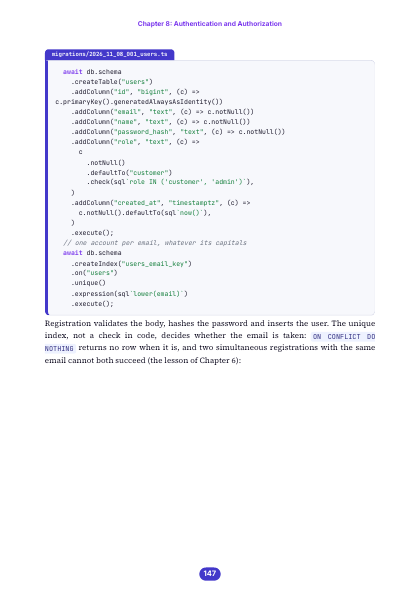 Chapter 8: Authentication and Authorization
migrations/2026_11_08_001_users.ts
await db.schema
.createTable("users")
.addColumn("id", "bigint", (c) =>
c.primaryKey().generatedAlwaysAsIdentity())
.addColumn("email", "text", (c) => c.notNull())
.addColumn("name", "text", (c) => c.notNull())
.addColumn("password_hash", "text", (c) => c.notNull())
.addColumn("role", "text", (c) =>
c
.notNull()
.defaultTo("customer")
.check(sql`role IN ('customer', 'admin')`),
)
.addColumn("created_at", "timestamptz", (c) =>
c.notNull().defaultTo(sql`now()`),
)
.execute();
// one account per email, whatever its capitals
await db.schema
.createIndex("users_email_key")
.on("users")
.unique()
.expression(sql`lower(email)`)
.execute();
Registration validates the body, hashes the password and inserts the user. The unique
index, not a check in code, decides whether the email is taken: ON CONFLICT DO
NOTHING returns no row when it is, and two simultaneous registrations with the same
email cannot both succeed (the lesson of Chapter 6):
147